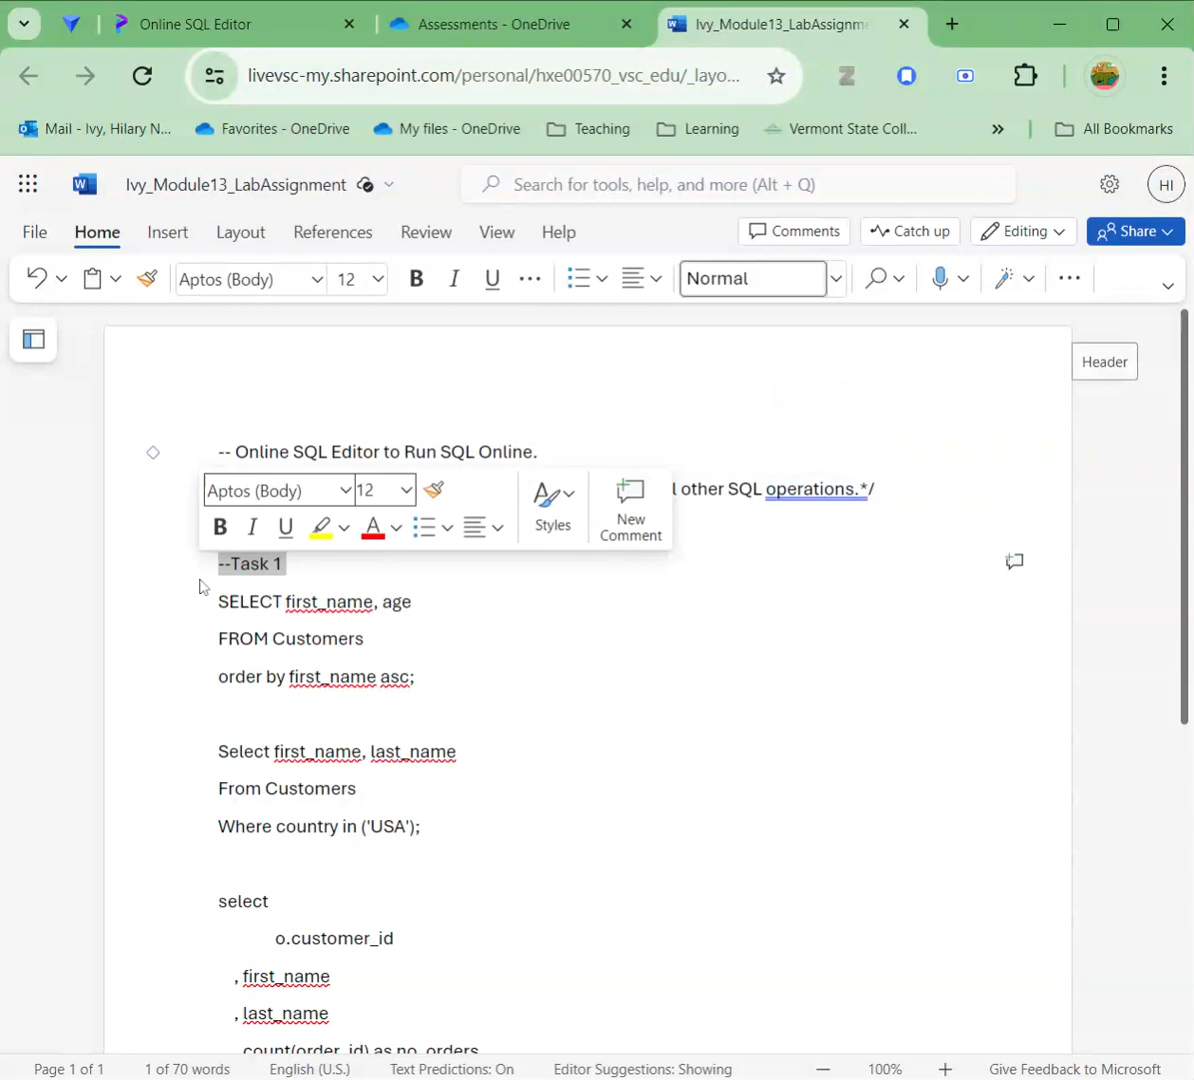 Online SQL Editor
Assessments - OneDrive
Ivy_Module13_LabAssignme
livevsc-my.sharepoint.com/personal/hxe00570_vsc_edu/_layo...
Mail - Ivy, Hilary N...
Favorites - OneDrive
My files - OneDrive
Teaching
Learning
Vermont State Coll...
»
All Bookmarks
Ivy_Module13_LabAssignment
Search for tools, help, and more (Alt + Q)
HI
File
Home
Insert
Layout
References
Review
View
Help
Comments
Catch up
Editing
Share
Aptos (Body)
12
B
I
U
Normal
Header
-- Online SQL Editor to Run SQL Online.
l other SQL operations.*/
Aptos (Body)
12
B
I
U
A
Styles
New
Comment
--Task 1
SELECT first_name, age
FROM Customers
order by first_name asc;
Select first_name, last_name
From Customers
Where country in ('USA');
select
o.customer_id
, first_name
, last_name
count(order_id) as no_orders
Page 1 of 1
1 of 70 words
English (U.S.)
Text Predictions: On
Editor Suggestions: Showing
100%
Give Feedback to Microsoft